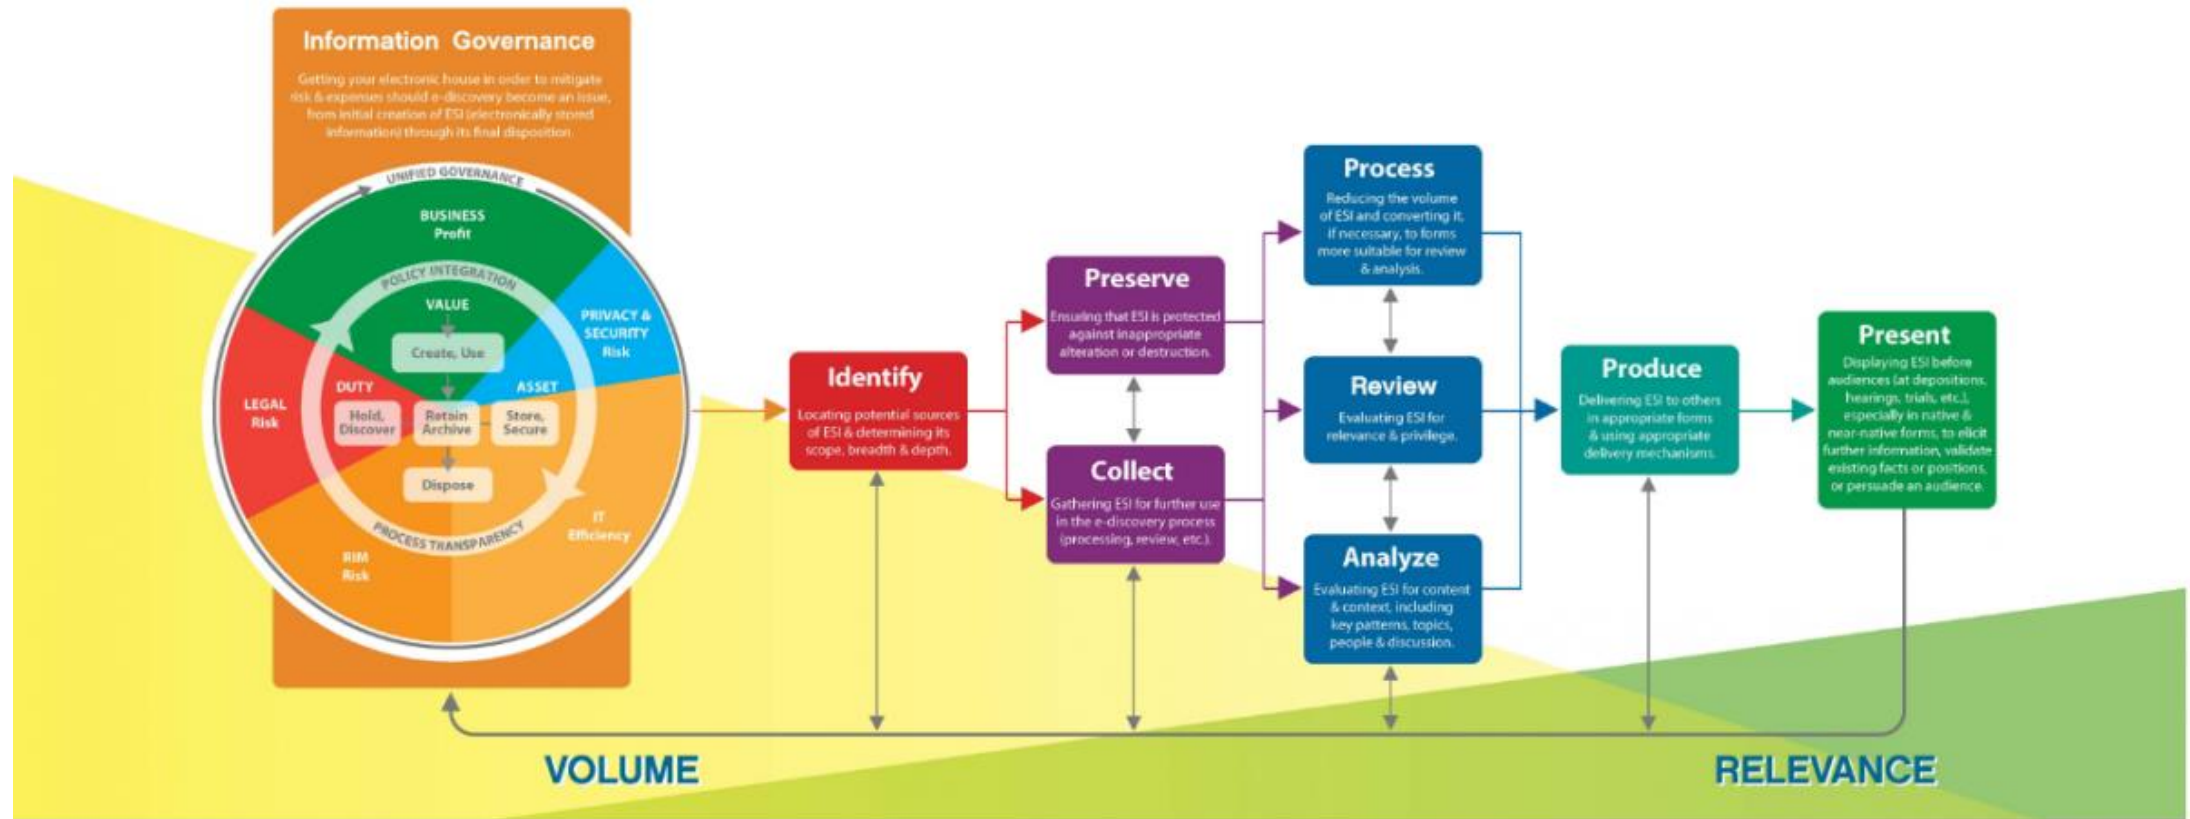 Information Governance
Getting your electronic house in order to mitigate
risk & expenses should e-discovery become an issue,
from initial creation of ESI (electronically stored
information) through its final disposition.
UNIFIED GOVERNANCE
BUSINESS
Profit
POLICY INTEGRATION
VALUE
Create, Use
PRIVACY &
SECURITY
Risk
DUTY
ASSET
LEGAL
Risk
Hold,
Discover
Retain
Archive
Store,
Secure
Dispose
PROCESS TRANSPARENCY
IT
Efficiency
RIM
Risk
Identify
Locating potential sources
of ESI & determining its
scope, breadth & depth.
Preserve
Ensuring that ESI is protected
against inappropriate
alteration or destruction.
Collect
Gathering ESI for further use
in the e-discovery process
(processing, review, etc.).
Process
Reducing the volume
of ESI and converting it,
if necessary, to forms
more suitable for review
& analysis.
Review
Evaluating ESI for
relevance & privilege.
Analyze
Evaluating ESI for content
& context, including
key patterns, topics,
people & discussion.
Produce
Delivering ESI to others
in appropriate forms
& using appropriate
delivery mechanisms.
Present
Displaying ESI before
audiences (at depositions,
hearings, trials, etc.),
especially in native &
near-native forms, to elicit
further information, validate
existing facts or positions,
or persuade an audience.
VOLUME
RELEVANCE